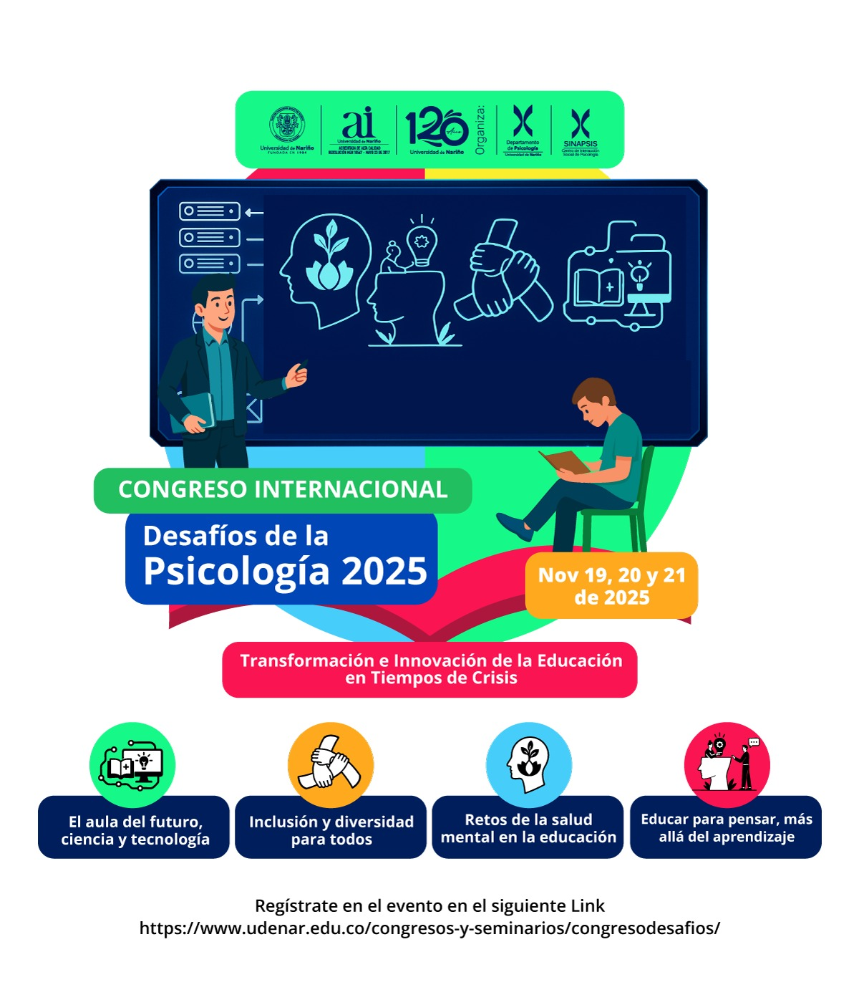 Universidad de Nariño
FUNDADA EN 1904
ai
Universidad de Nariño
ACREDITADA DE ALTA CALIDAD
RESOLUCIÓN MEN 10567 - MAYO 23 DE 2017
120
Años
Universidad de Nariño
Organiza:
Departamento
de Psicología
Universidad de Nariño
SINAPSIS
Centro de Interacción
Social de Psicología
CONGRESO INTERNACIONAL
Desafíos de la
Psicología 2025
Nov 19, 20 y 21
de 2025
Transformación e Innovación de la Educación
en Tiempos de Crisis
El aula del futuro,
ciencia y tecnología
Inclusión y diversidad
para todos
Retos de la salud
mental en la educación
Educar para pensar, más
allá del aprendizaje
Regístrate en el evento en el siguiente Link
https://www.udenar.edu.co/congresos-y-seminarios/congresodesafios/